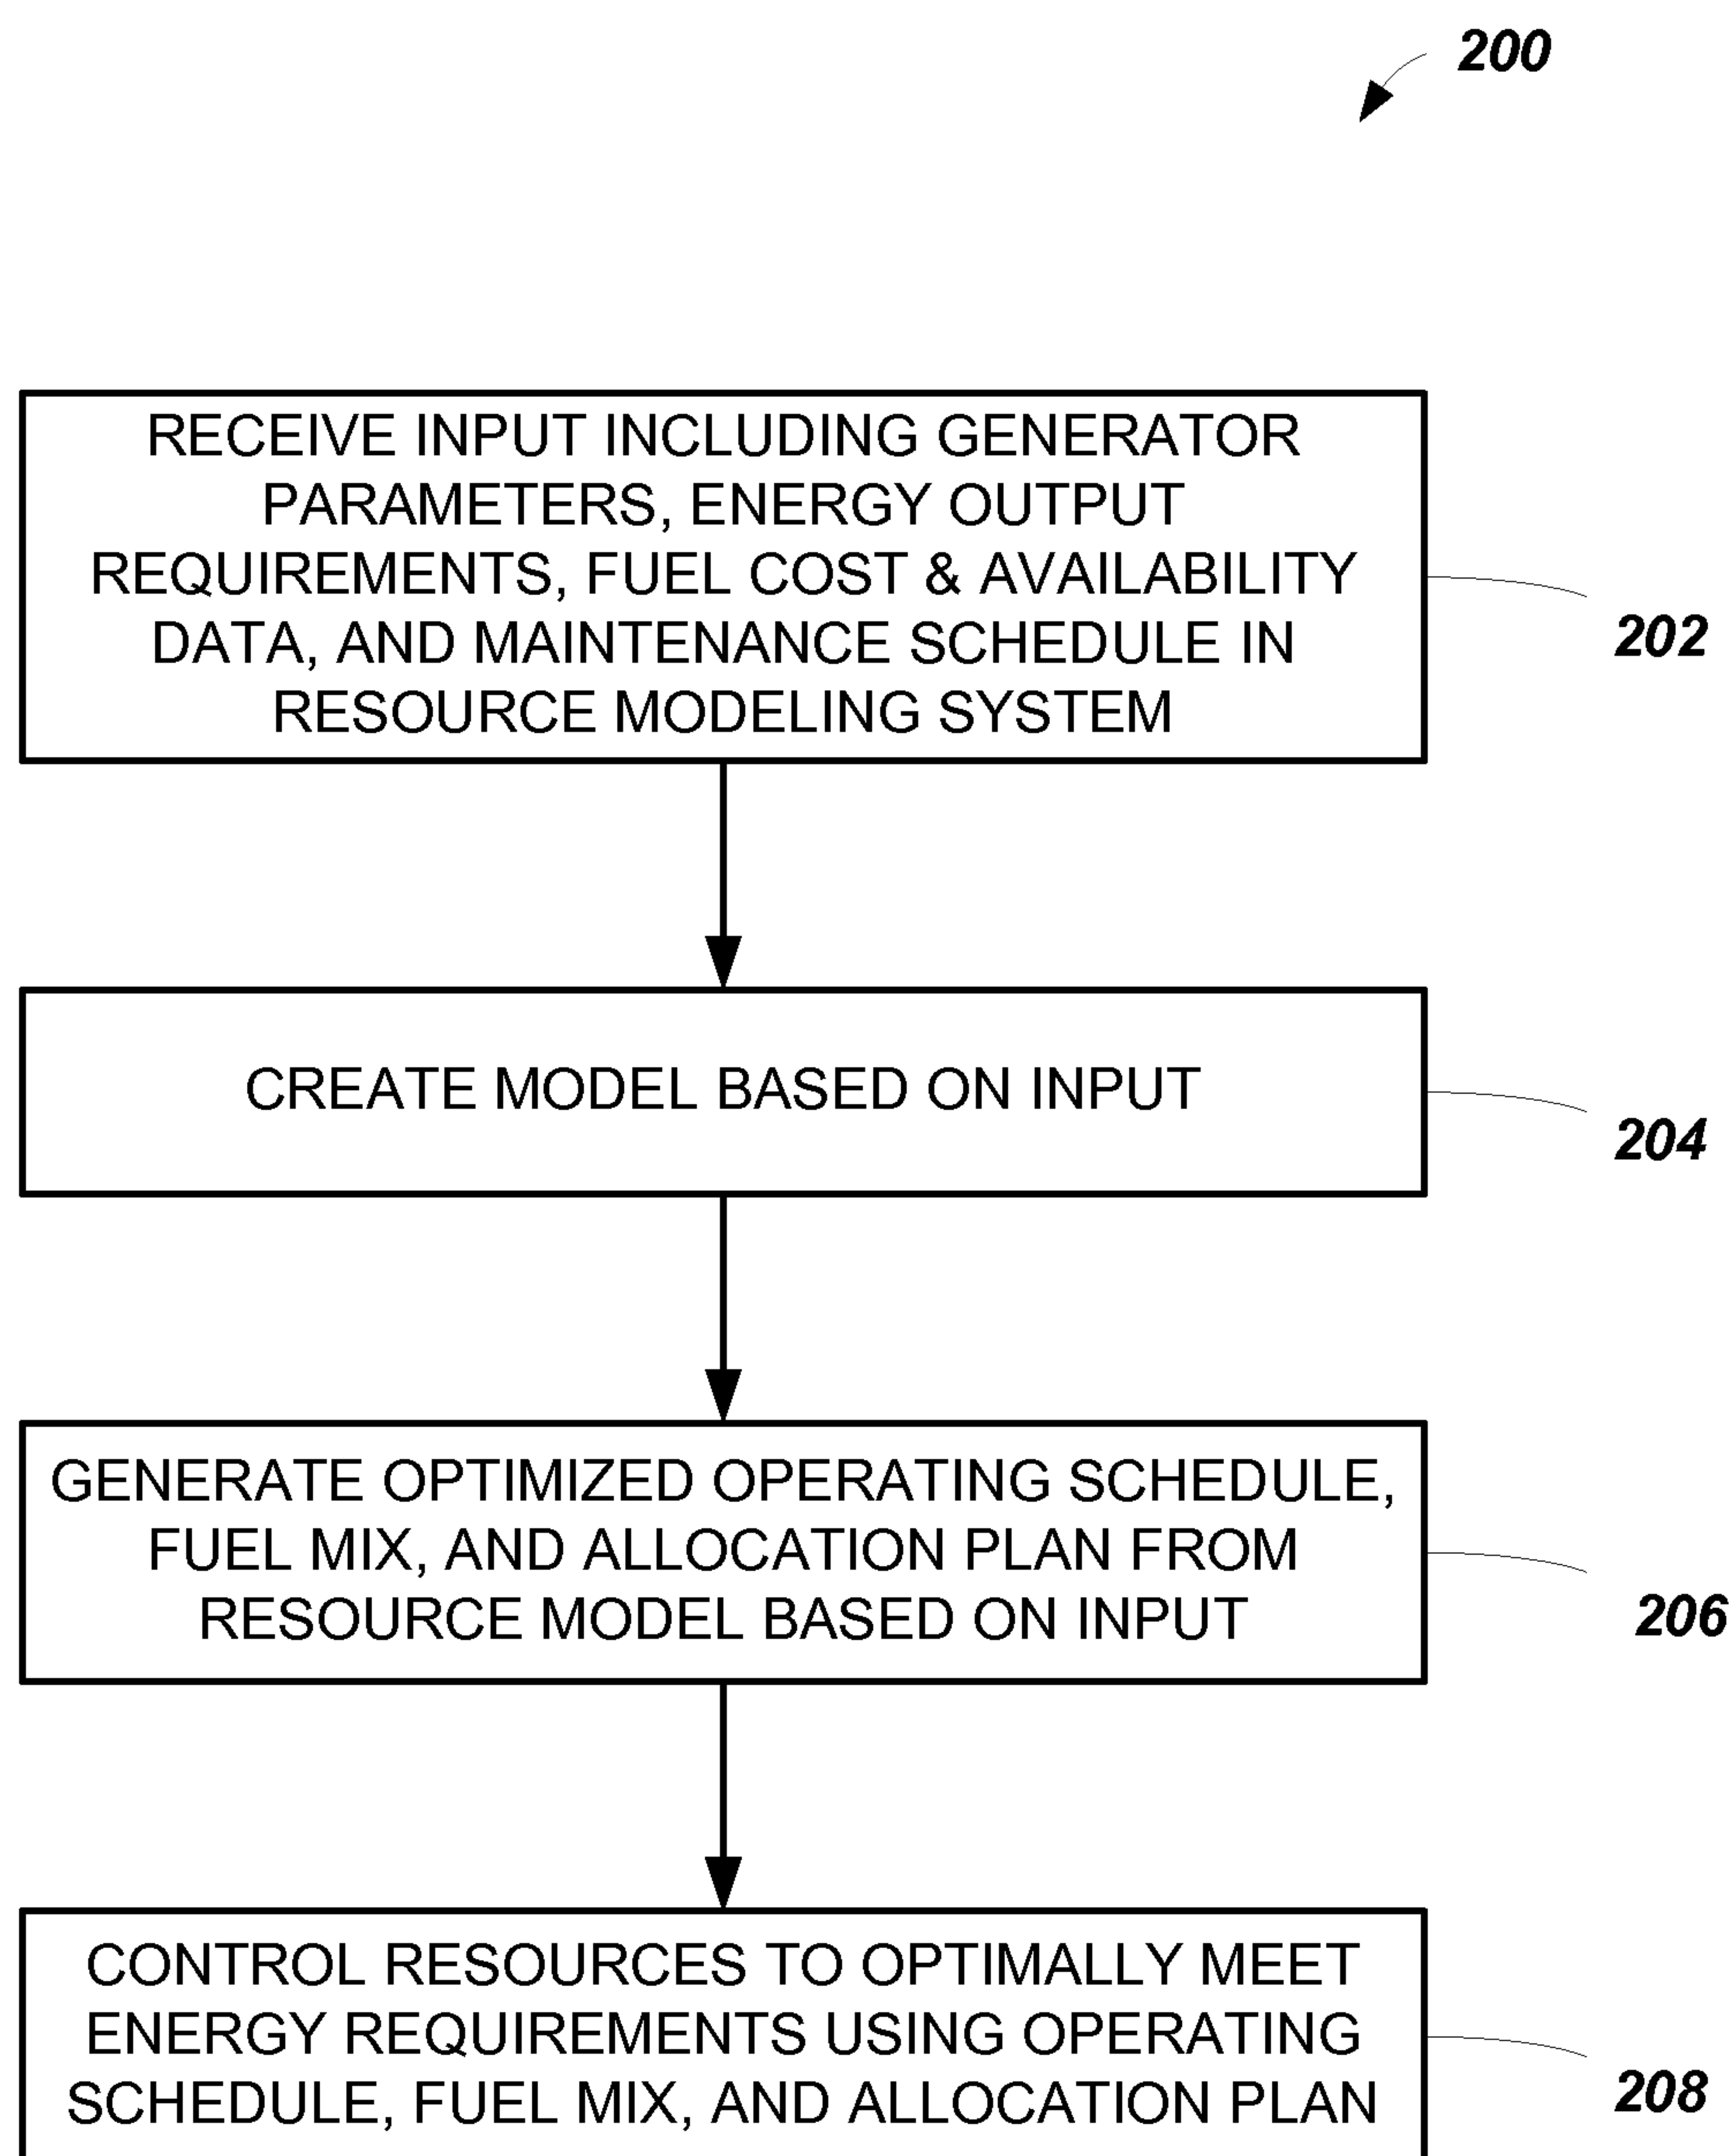 200
RECEIVE INPUT INCLUDING GENERATOR
PARAMETERS, ENERGY OUTPUT
REQUIREMENTS, FUEL COST & AVAILABILITY
DATA, AND MAINTENANCE SCHEDULE IN
RESOURCE MODELING SYSTEM
202
CREATE MODEL BASED ON INPUT
204
GENERATE OPTIMIZED OPERATING SCHEDULE,
FUEL MIX, AND ALLOCATION PLAN FROM
RESOURCE MODEL BASED ON INPUT
206
CONTROL RESOURCES TO OPTIMALLY MEET
ENERGY REQUIREMENTS USING OPERATING
SCHEDULE, FUEL MIX, AND ALLOCATION PLAN
208